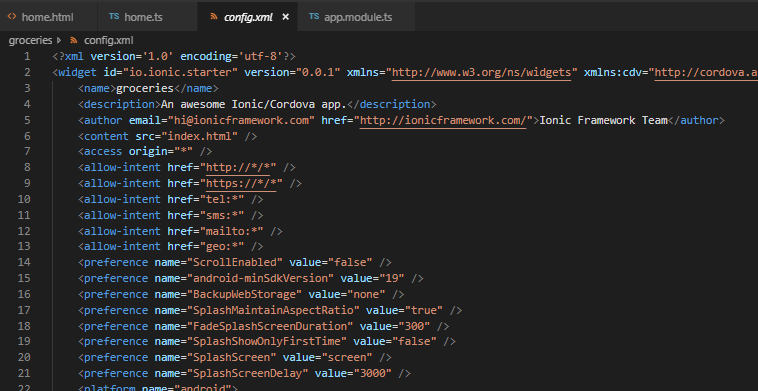 home.html TS home.ts config.xml × TS app.module.ts
groceries > config.xml
1 <?xml version='1.0' encoding='utf-8'?>
2 <widget id="io.ionic.starter" version="0.0.1" xmlns="http://www.w3.org/ns/widgets" xmlns:cdv="http://cordova.a
3 <name>groceries</name>
4 <description>An awesome Ionic/Cordova app.</description>
5 <author email="hi@ionicframework.com" href="http://ionicframework.com/">Ionic Framework Team</author>
6 <content src="index.html" />
7 <access origin="*" />
8 <allow-intent href="http://*/*" />
9 <allow-intent href="https://*/*" />
10 <allow-intent href="tel:*" />
11 <allow-intent href="sms:*" />
12 <allow-intent href="mailto:*" />
13 <allow-intent href="geo:*" />
14 <preference name="ScrollEnabled" value="false" />
15 <preference name="android-minSdkVersion" value="19" />
16 <preference name="BackupWebStorage" value="none" />
17 <preference name="SplashMaintainAspectRatio" value="true" />
18 <preference name="FadeSplashScreenDuration" value="300" />
19 <preference name="SplashShowOnlyFirstTime" value="false" />
20 <preference name="SplashScreen" value="screen" />
21 <preference name="SplashScreenDelay" value="3000" />
22 <platform name="android">